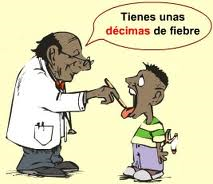 Tienes unas
décimas de fiebre